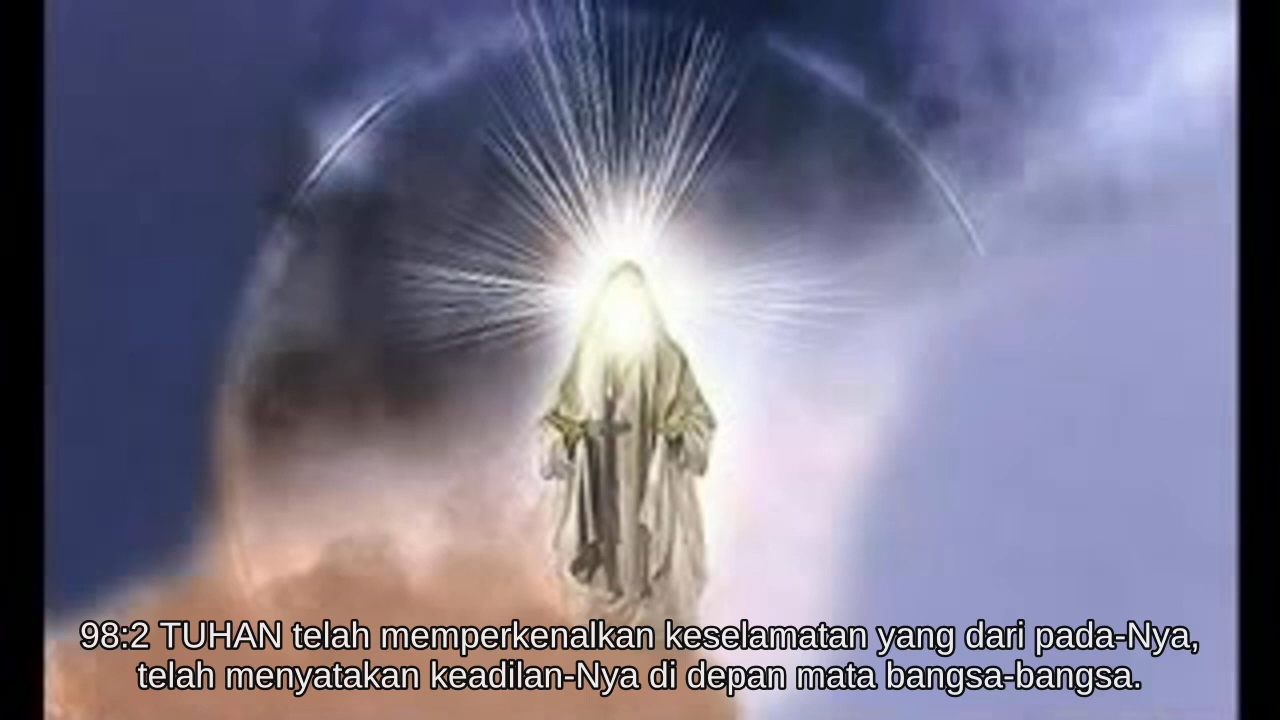 98:2 TUHAN telah memperkenalkan keselamatan yang dari pada-Nya,
telah menyatakan keadilan-Nya di depan mata bangsa-bangsa.